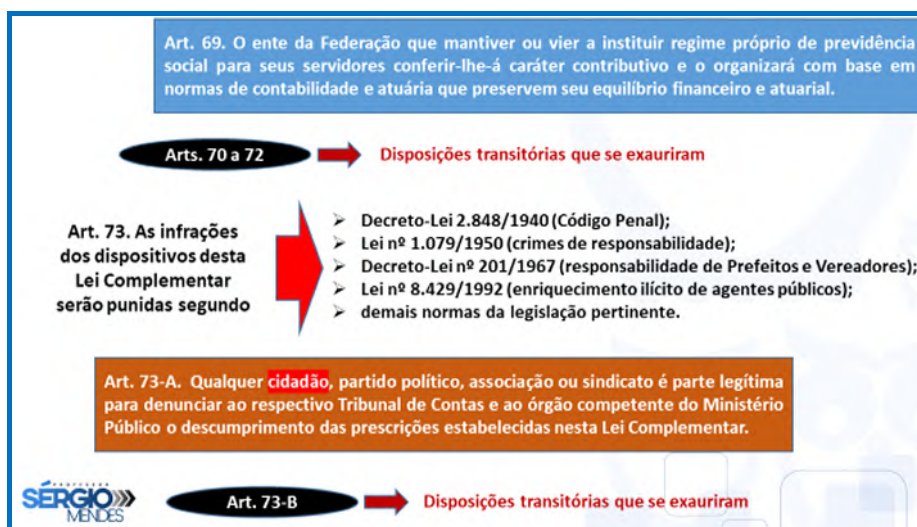 Art. 69. O ente da Federação que mantiver ou vier a instituir regime próprio de previdência
social para seus servidores conferir-lhe-á caráter contributivo e o organizará com base em
normas de contabilidade e atuária que preservem seu equilíbrio financeiro e atuarial.
Arts. 70 a 72
Disposições transitórias que se exauriram
Art. 73. As infrações
dos dispositivos desta
Lei Complementar
serão punidas segundo
➢ Decreto-Lei 2.848/1940 (Código Penal);
➢ Lei nº 1.079/1950 (crimes de responsabilidade);
➢ Decreto-Lei nº 201/1967 (responsabilidade de Prefeitos e Vereadores);
➢ Lei nº 8.429/1992 (enriquecimento ilícito de agentes públicos);
➢ demais normas da legislação pertinente.
Art. 73-A. Qualquer cidadão, partido político, associação ou sindicato é parte legítima
para denunciar ao respectivo Tribunal de Contas e ao órgão competente do Ministério
Público o descumprimento das prescrições estabelecidas nesta Lei Complementar.
PROFESSOR
SÉRGIO
MENDES
Art. 73-B
Disposições transitórias que se exauriram